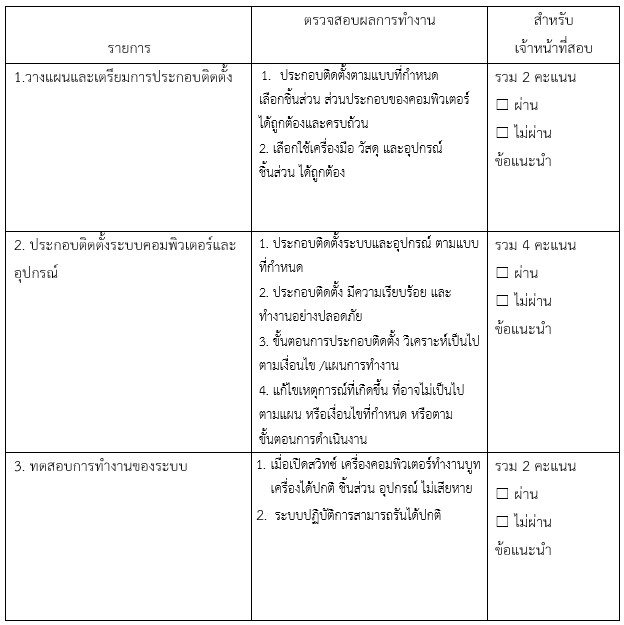 รายการ
ตรวจสอบผลการทำงาน
สำหรับ
เจ้าหน้าที่สอบ
1.วางแผนและเตรียมการประกอบติดตั้ง
1. ประกอบติดตั้งตามแบบที่กำหนด
เลือกชิ้นส่วน ส่วนประกอบของคอมพิวเตอร์
ได้ถูกต้องและครบถ้วน
2. เลือกใช้เครื่องมือ วัสดุ และอุปกรณ์
ชิ้นส่วน ได้ถูกต้อง
รวม 2 คะแนน
☐ ผ่าน
☐ ไม่ผ่าน
ข้อแนะนำ
2. ประกอบติดตั้งระบบคอมพิวเตอร์และ
อุปกรณ์
1. ประกอบติดตั้งระบบและอุปกรณ์ ตามแบบ
ที่กำหนด
2. ประกอบติดตั้ง มีความเรียบร้อย และ
ทำงานอย่างปลอดภัย
3. ขั้นตอนการประกอบติดตั้ง วิเคราะห์เป็นไป
ตามเงื่อนไข /แผนการทำงาน
4. แก้ไขเหตุการณ์ที่เกิดขึ้น ที่อาจไม่เป็นไป
ตามแผน หรือเงื่อนไขที่กำหนด หรือตาม
ขั้นตอนการดำเนินงาน
รวม 4 คะแนน
☐ ผ่าน
☐ ไม่ผ่าน
ข้อแนะนำ
3. ทดสอบการทำงานของระบบ
1. เมื่อเปิดสวิทซ์ เครื่องคอมพิวเตอร์ทำงานบูท
เครื่องได้ปกติ ชิ้นส่วน อุปกรณ์ ไม่เสียหาย
2. ระบบปฏิบัติการสามารถรันได้ปกติ
รวม 2 คะแนน
☐ ผ่าน
☐ ไม่ผ่าน
ข้อแนะนำ